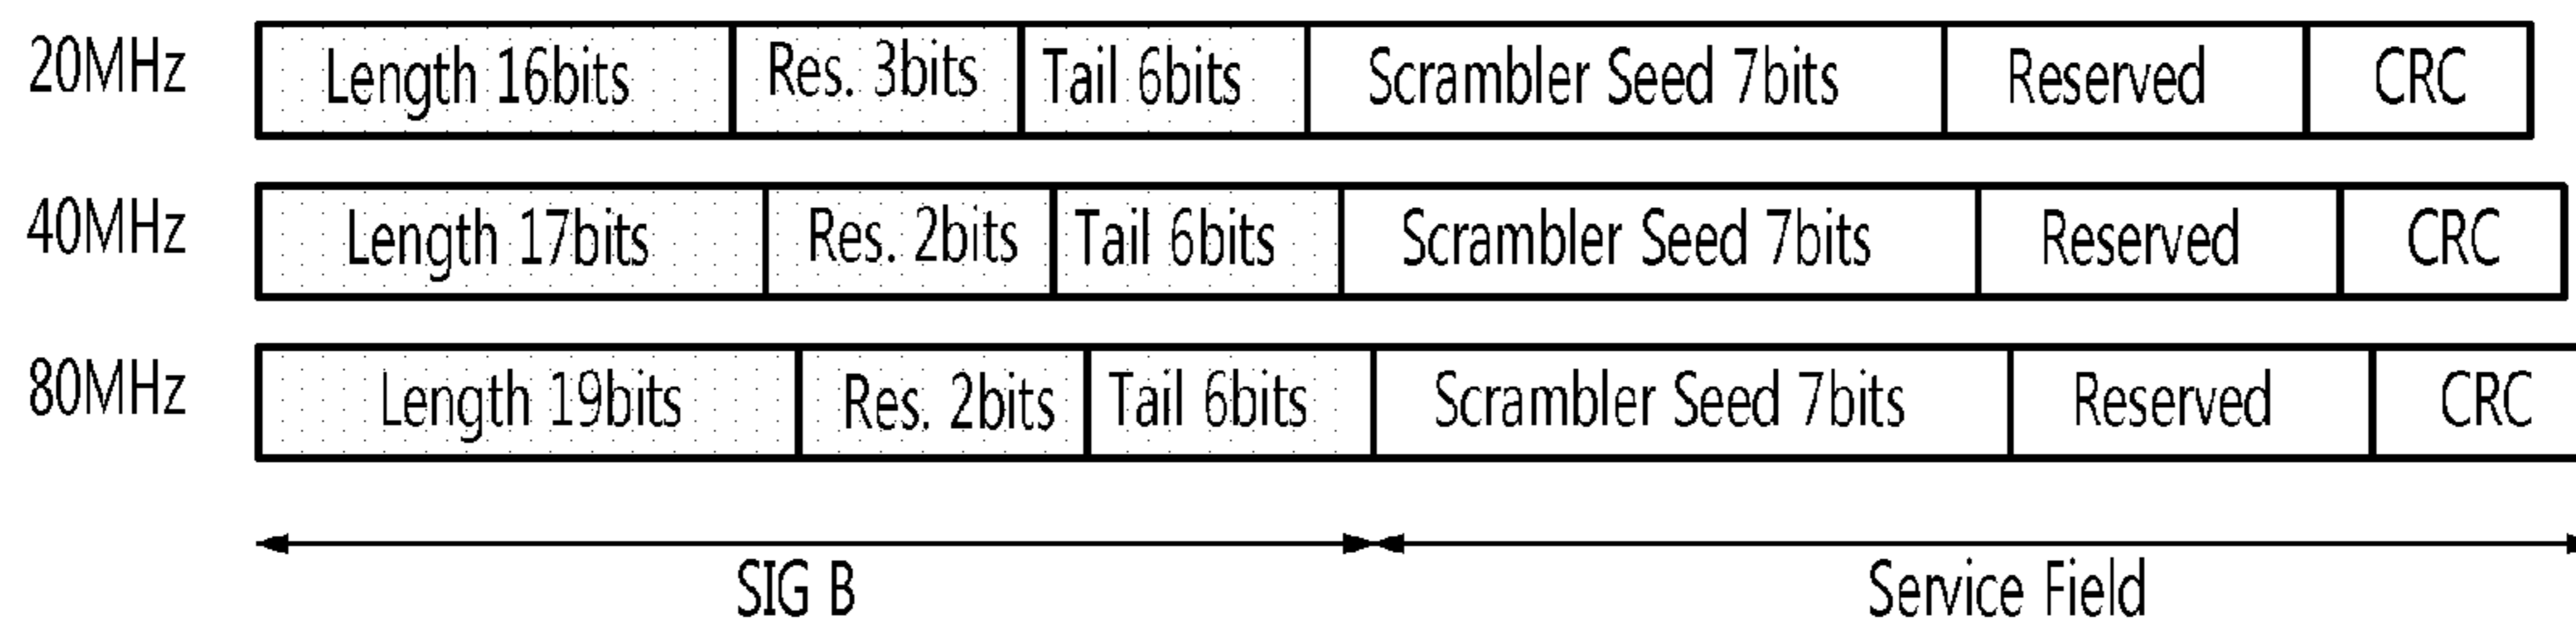 20MHz Length 16bits Res. 3bits Tail 6bits Scrambler Seed 7bits Reserved CRC
40MHz Length 17bits Res. 2bits Tail 6bits Scrambler Seed 7bits Reserved CRC
80MHz Length 19bits Res. 2bits Tail 6bits Scrambler Seed 7bits Reserved CRC
SIG B Service Field